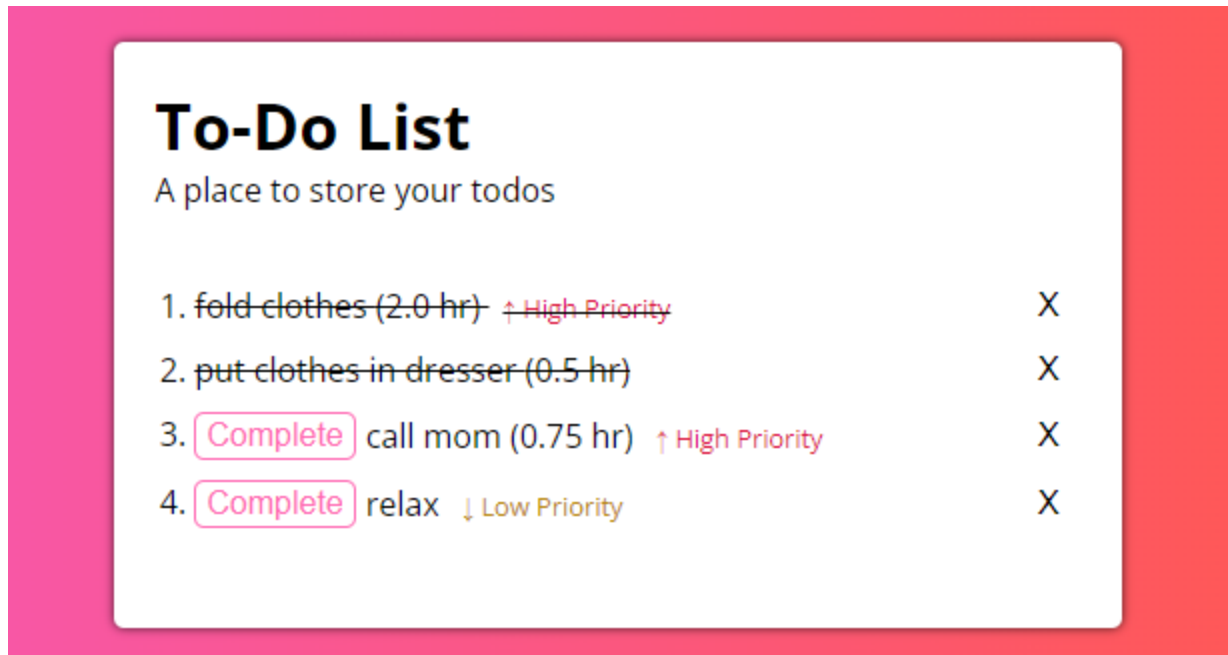 To-Do List
A place to store your todos
1. fold clothes (2.0 hr) ↑ High Priority X
2. put clothes in dresser (0.5 hr) X
3. Complete call mom (0.75 hr) ↑ High Priority X
4. Complete relax ↓ Low Priority X